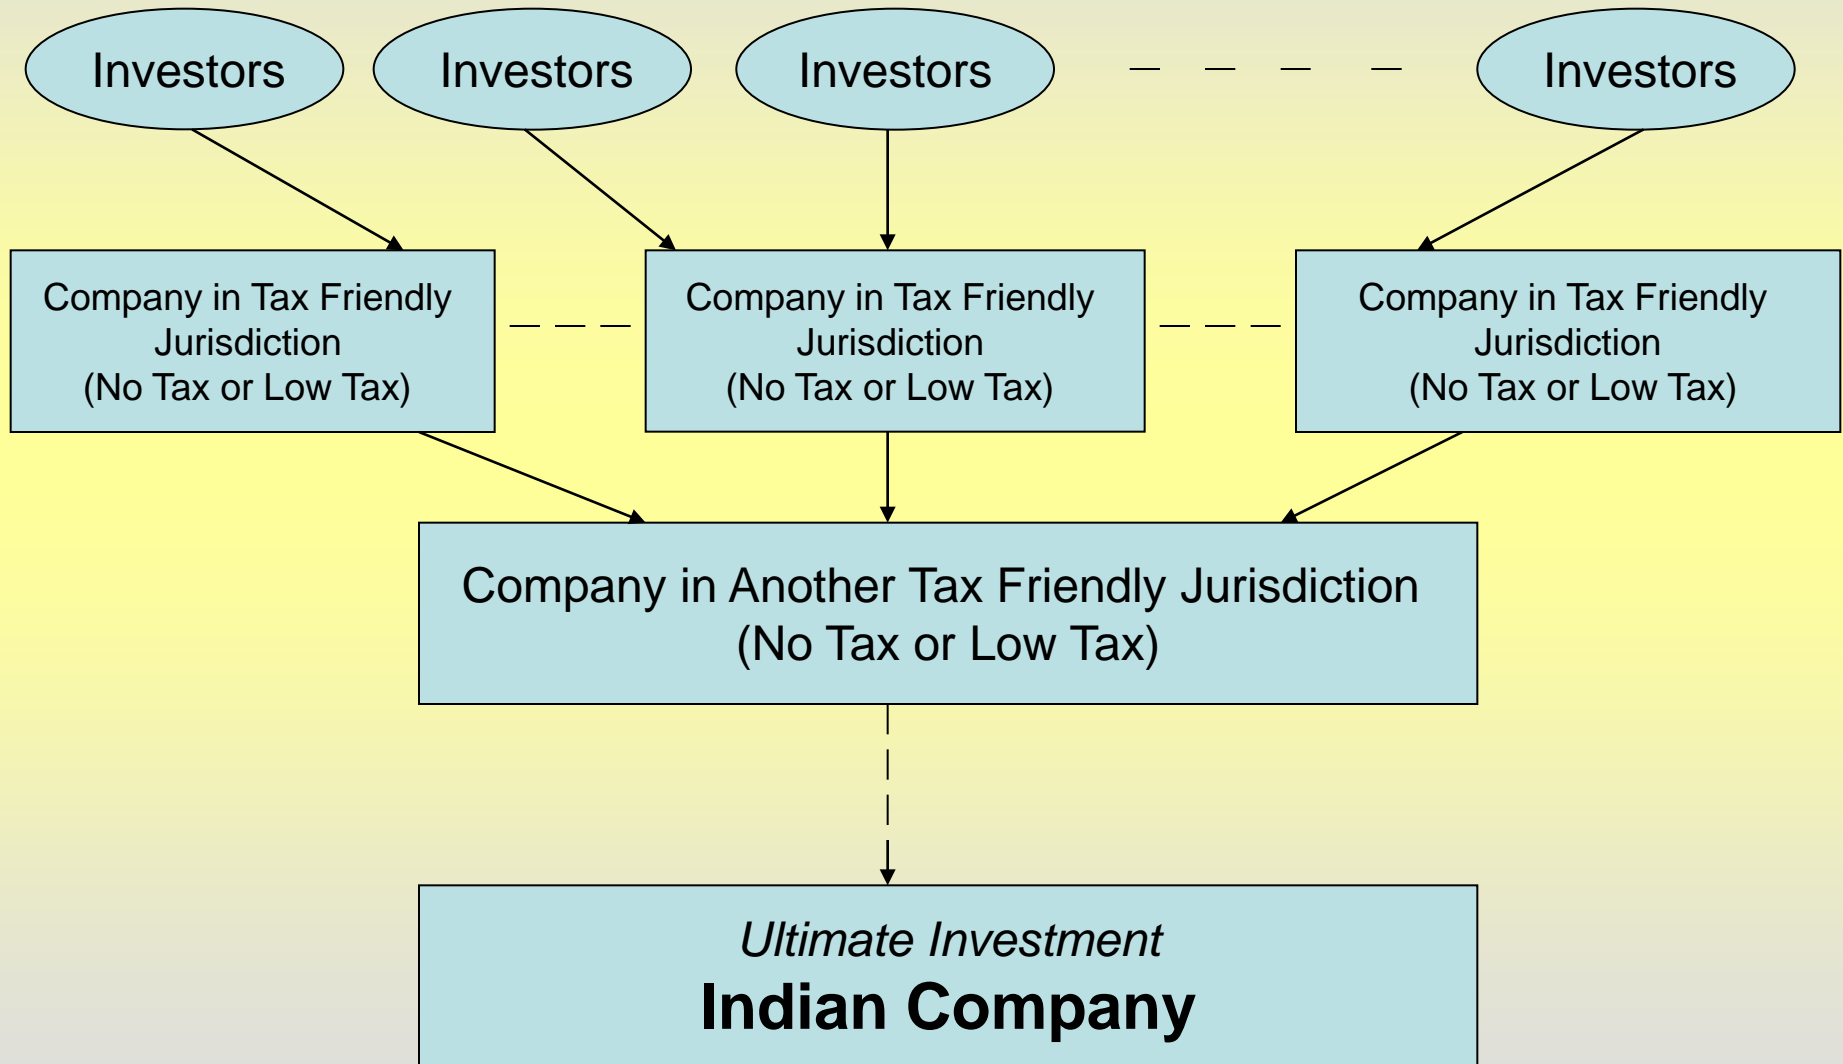 Investors
Investors
Investors
Investors
Company in Tax Friendly
Jurisdiction
(No Tax or Low Tax)
Company in Tax Friendly
Jurisdiction
(No Tax or Low Tax)
Company in Tax Friendly
Jurisdiction
(No Tax or Low Tax)
Company in Another Tax Friendly Jurisdiction
(No Tax or Low Tax)
Ultimate Investment
Indian Company